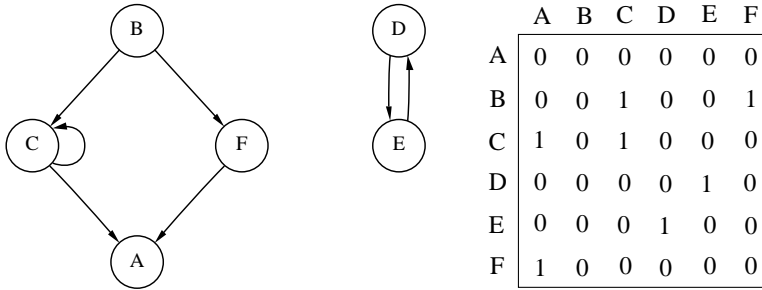 B
C
F
A
D
E
A B C D E F
A 0 0 0 0 0 0
B 0 0 1 0 0 1
C 1 0 1 0 0 0
D 0 0 0 0 1 0
E 0 0 0 1 0 0
F 1 0 0 0 0 0